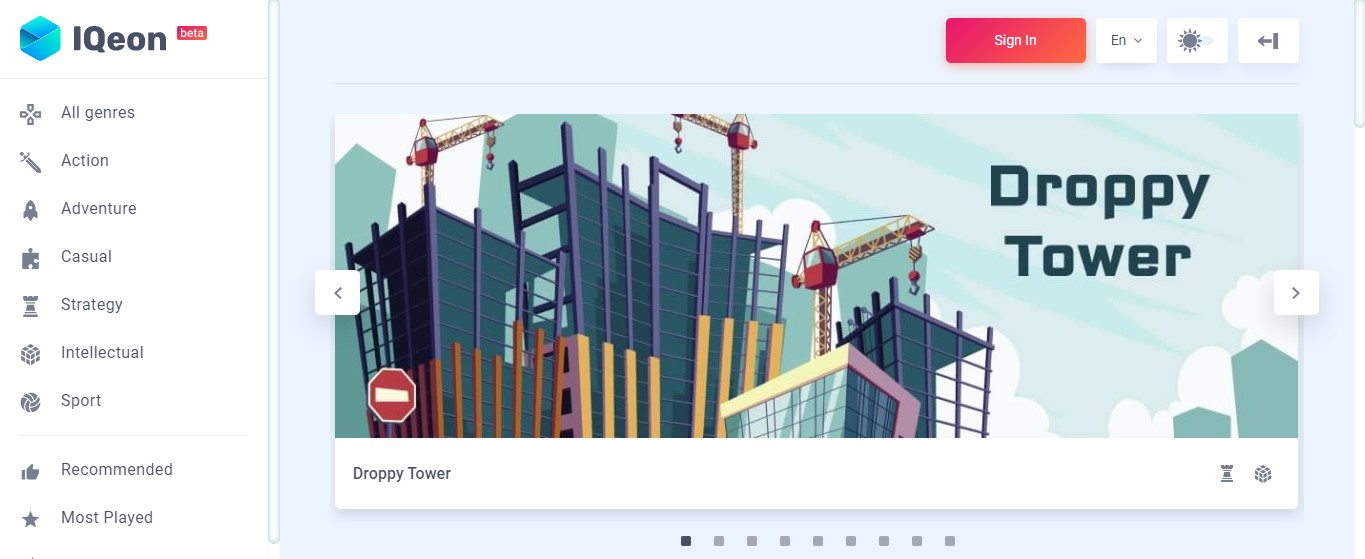 IQeon beta
Sign In
En
All genres
Action
Adventure
Casual
Strategy
Intellectual
Sport
Recommended
Most Played
Droppy
Tower
Droppy Tower